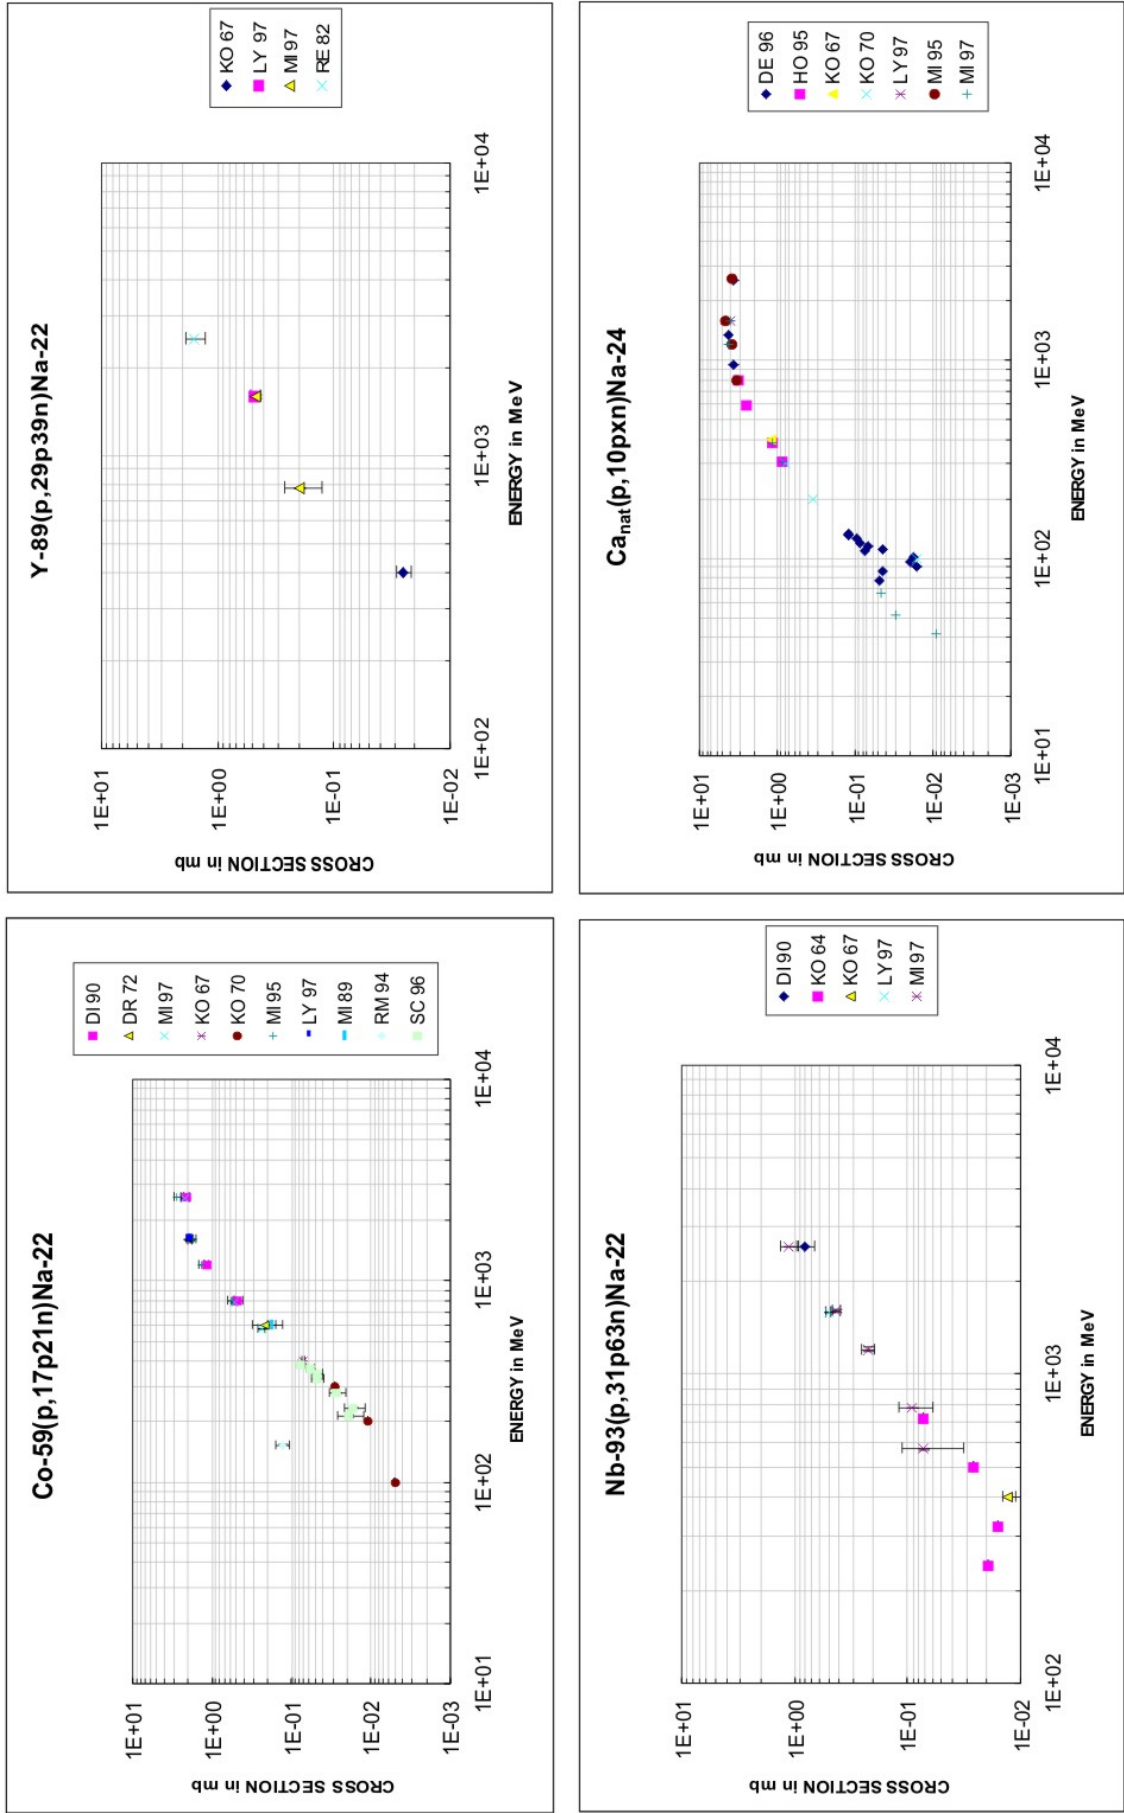 Co-59(p,17p21n)Na-22
CROSS SECTION in mb
1E+01
1E+00
1E-01
1E-02
1E-03
1E+01
1E+02
1E+03
1E+04
ENERGY in MeV
DI 90
DR 72
MI 97
KO 67
KO 70
MI 95
LY 97
MI 89
RM 94
SC 96
Y-89(p,29p39n)Na-22
CROSS SECTION in mb
1E+01
1E+00
1E-01
1E-02
1E+02
1E+03
1E+04
ENERGY in MeV
KO 67
LY 97
MI 97
RE 82
Nb-93(p,31p63n)Na-22
CROSS SECTION in mb
1E+01
1E+00
1E-01
1E-02
1E+02
1E+03
1E+04
ENERGY in MeV
DI 90
KO 64
KO 67
LY 97
MI 97
Ca_nat(p,10pxn)Na-24
CROSS SECTION in mb
1E+01
1E+00
1E-01
1E-02
1E-03
1E+01
1E+02
1E+03
1E+04
ENERGY in MeV
DE 96
HO 95
KO 67
KO 70
LY 97
MI 95
MI 97